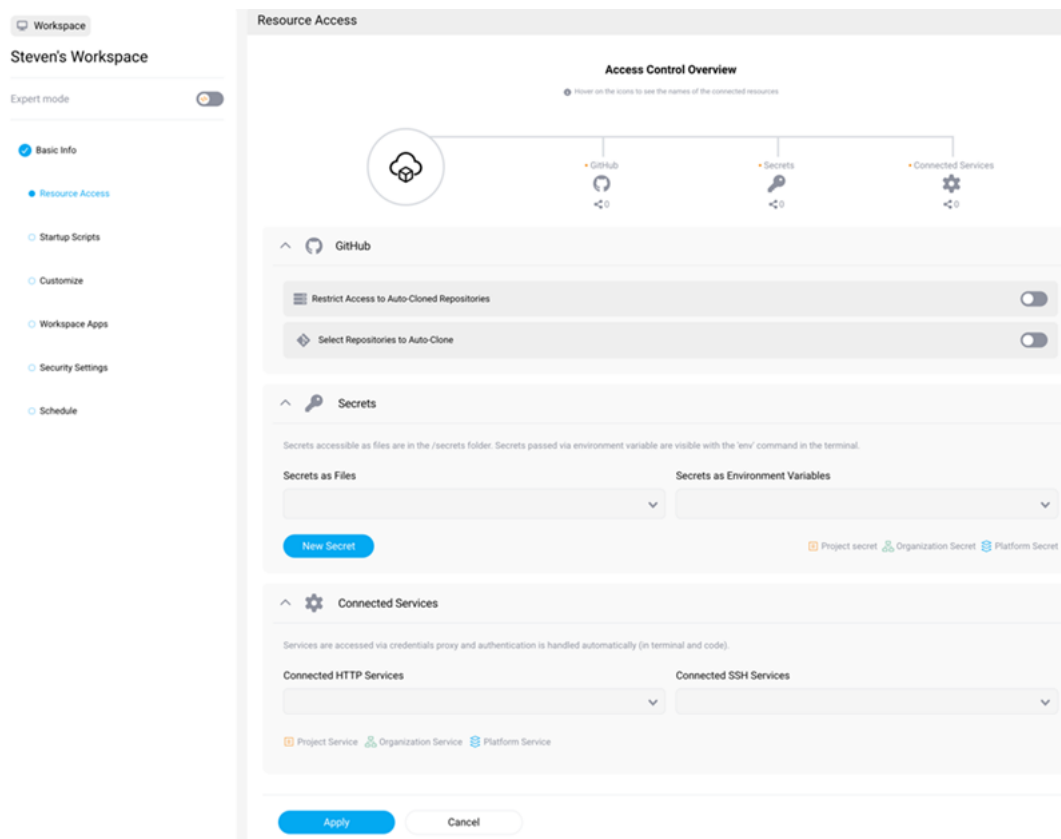 Workspace
Steven's Workspace
Expert mode
Basic Info
Resource Access
Startup Scripts
Customize
Workspace Apps
Security Settings
Schedule
Resource Access
Access Control Overview
Hover on the icons to see the names of the connected resources
GitHub
Secrets
Connected Services
0
0
0
GitHub
Restrict Access to Auto-Cloned Repositories
Select Repositories to Auto-Clone
Secrets
Secrets accessible as files are in the /secrets folder. Secrets passed via environment variable are visible with the 'env' command in the terminal.
Secrets as Files
Secrets as Environment Variables
New Secret
Project secret
Organization Secret
Platform Secret
Connected Services
Services are accessed via credentials proxy and authentication is handled automatically (in terminal and code).
Connected HTTP Services
Connected SSH Services
Project Service
Organization Service
Platform Service
Apply
Cancel